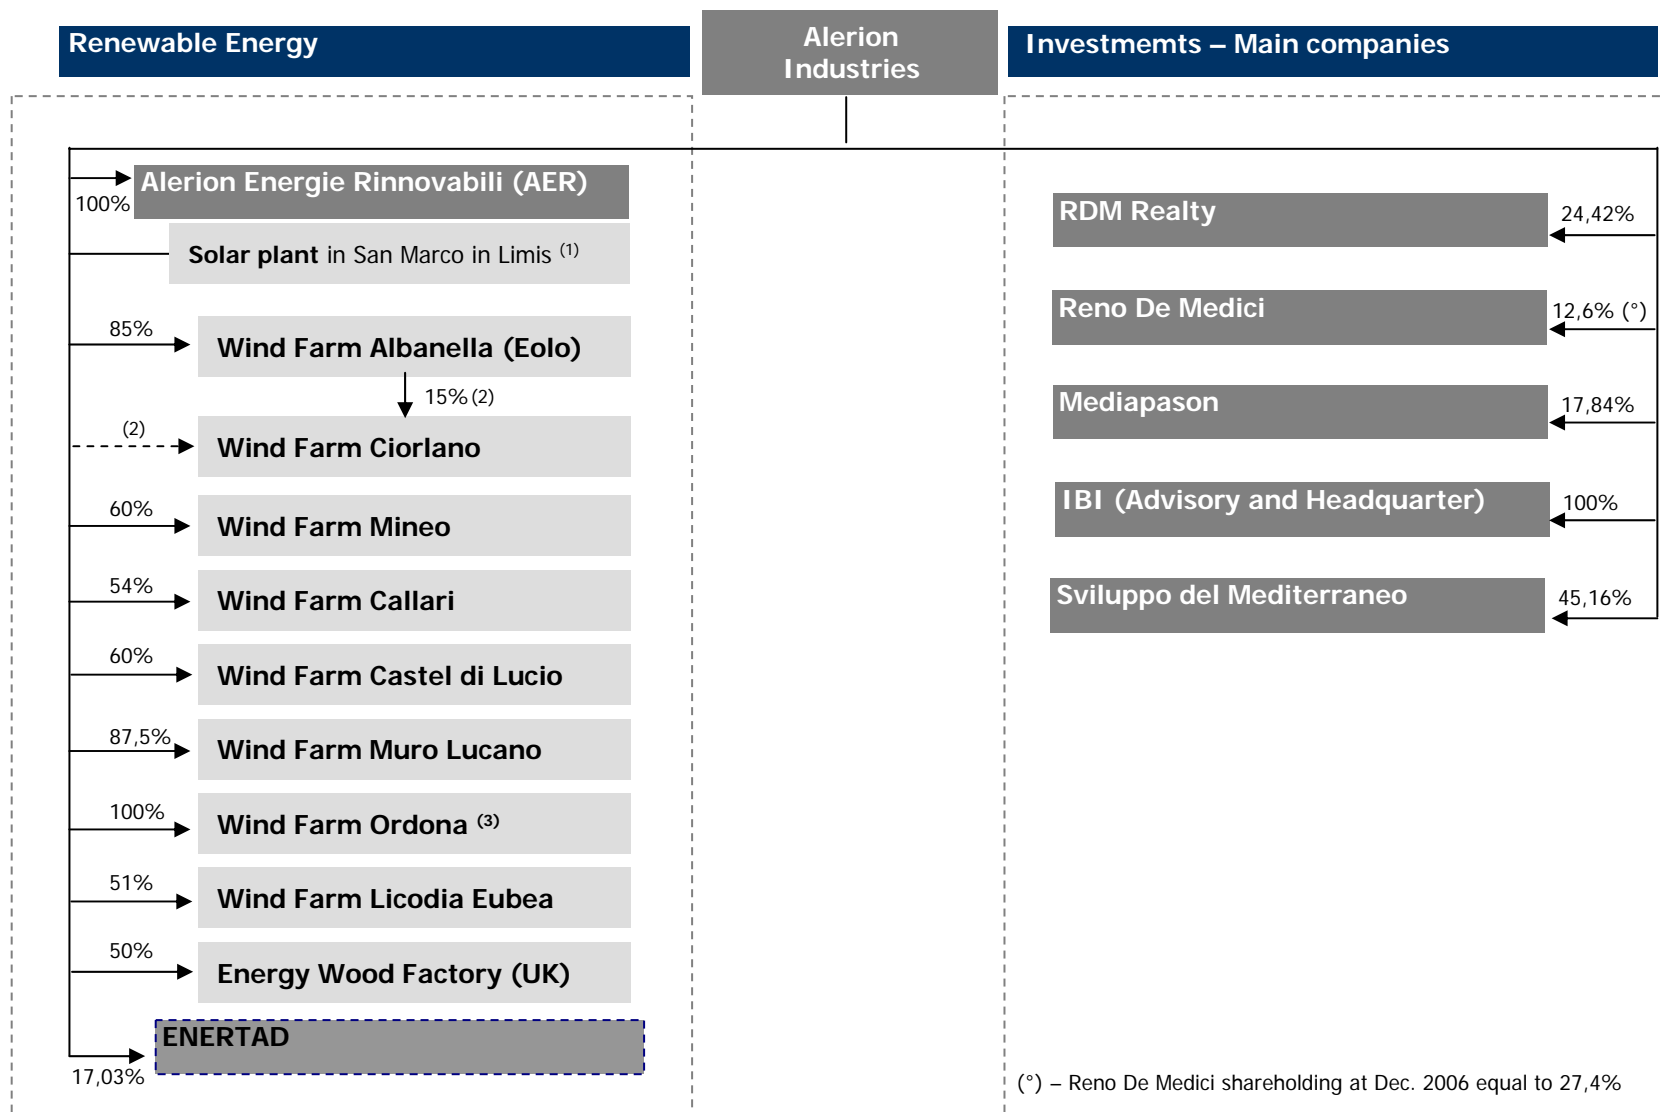 Renewable Energy
Alerion
Industries
Investmemts – Main companies
Alerion Energie Rinnovabili (AER)
100%
Solar plant in San Marco in Limis (1)
85%
Wind Farm Albanella (Eolo)
15% (2)
(2)
Wind Farm Ciorlano
60%
Wind Farm Mineo
54%
Wind Farm Callari
60%
Wind Farm Castel di Lucio
87,5%
Wind Farm Muro Lucano
100%
Wind Farm Ordona (3)
51%
Wind Farm Licodia Eubea
50%
Energy Wood Factory (UK)
ENERTAD
17,03%
RDM Realty
24,42%
Reno De Medici
12,6% (°)
Mediapason
17,84%
IBI (Advisory and Headquarter)
100%
Sviluppo del Mediterraneo
45,16%
(°) – Reno De Medici shareholding at Dec. 2006 equal to 27,4%